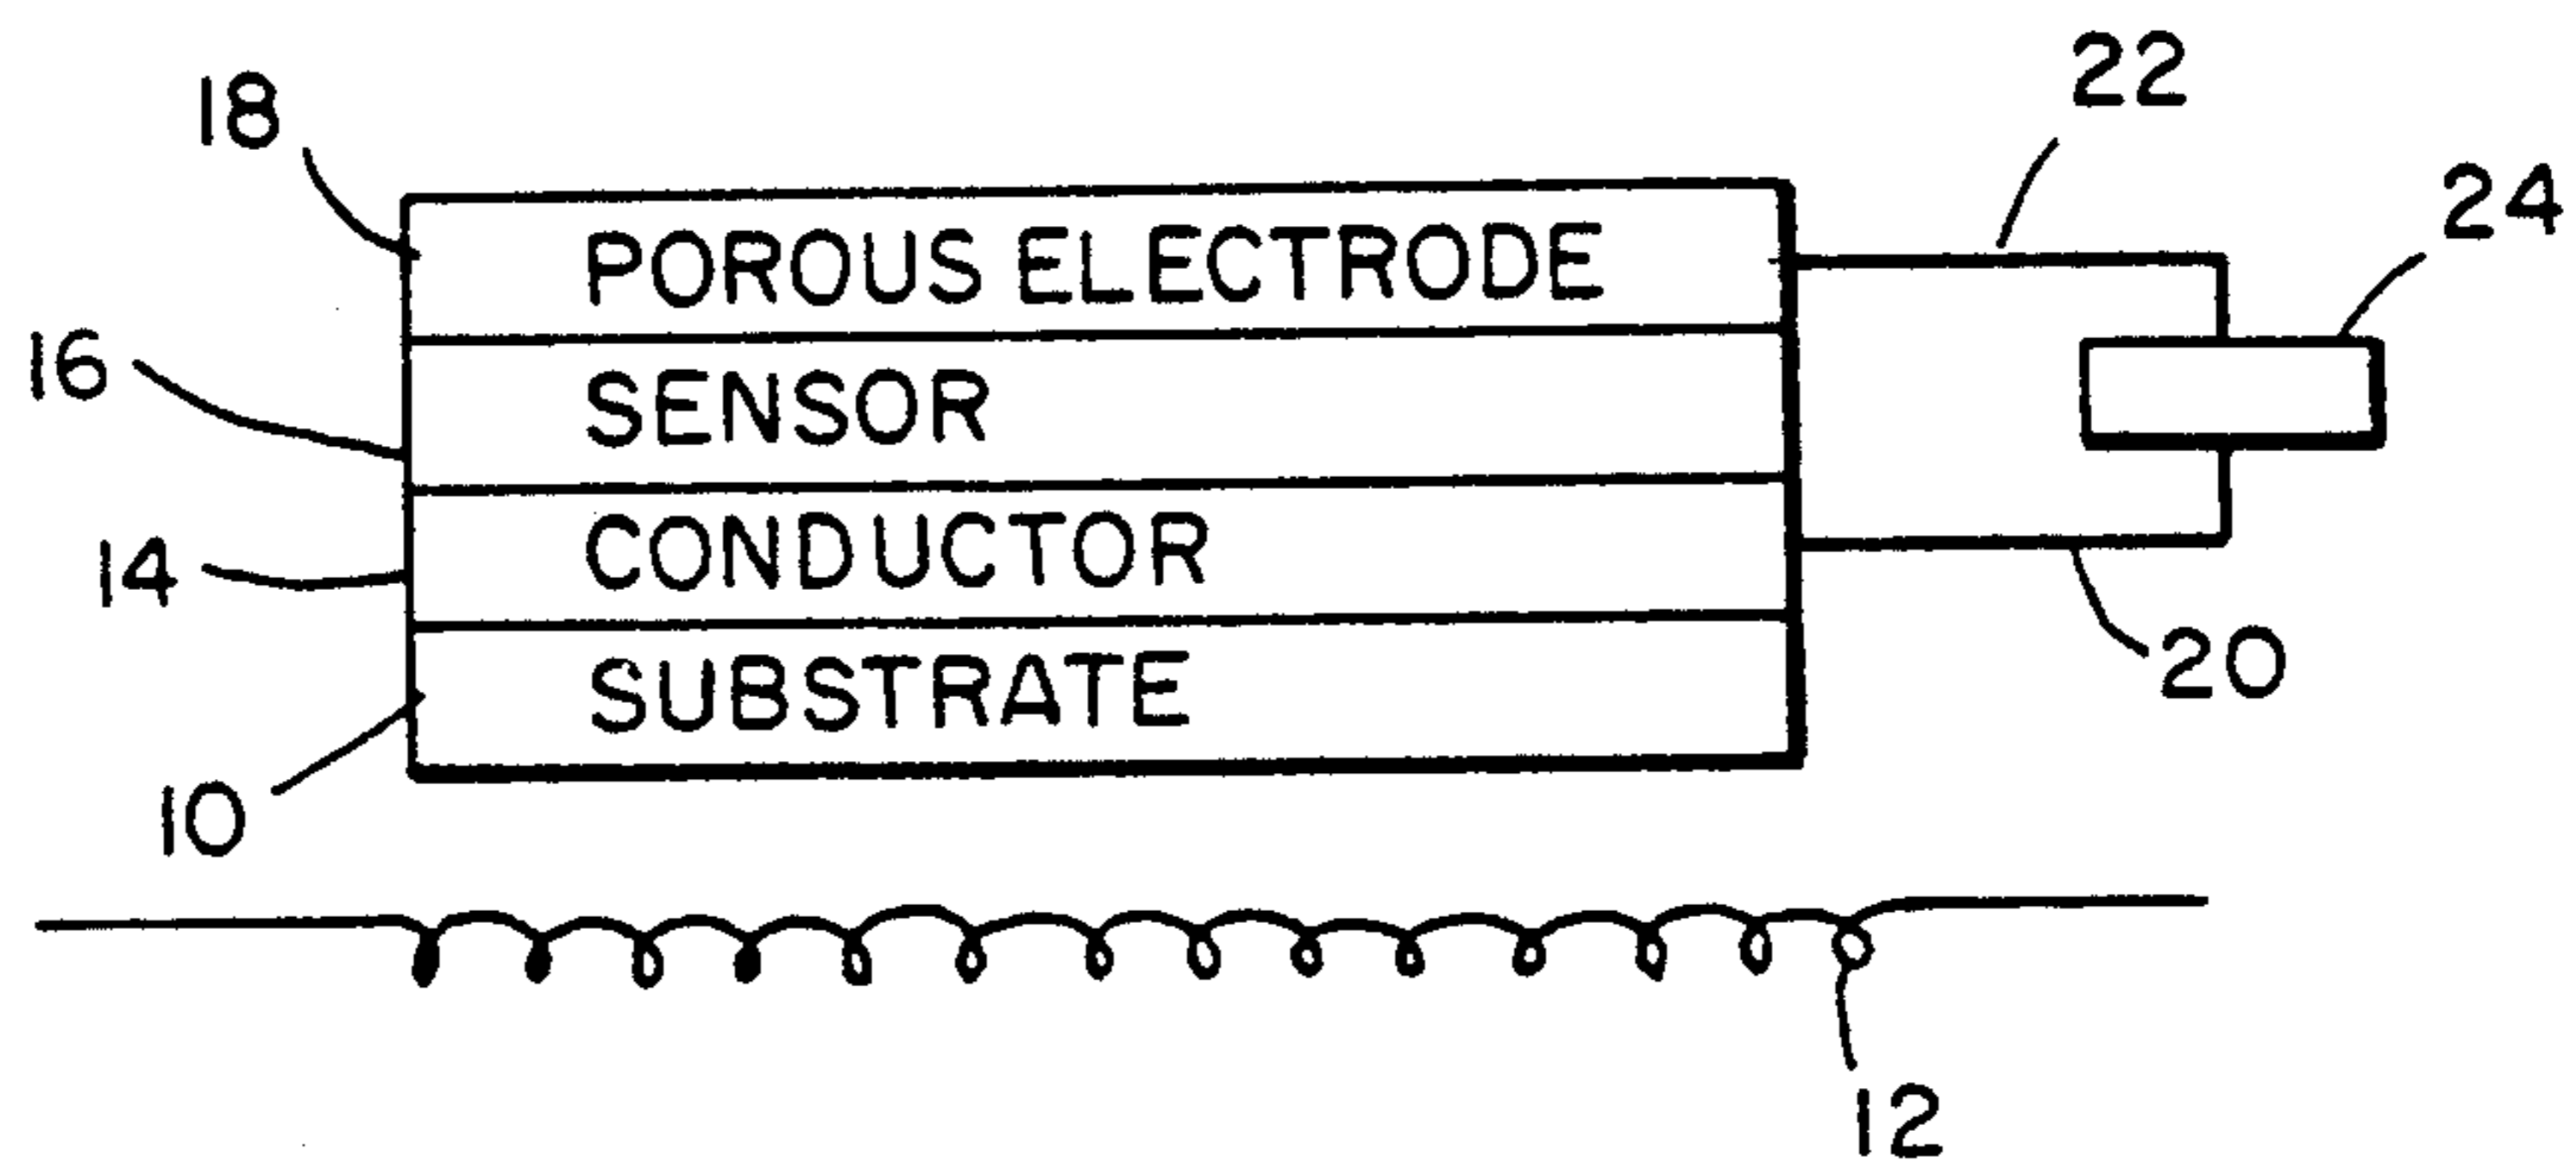 22
18
24
POROUS ELECTRODE
16
SENSOR
14
CONDUCTOR
20
SUBSTRATE
10
12